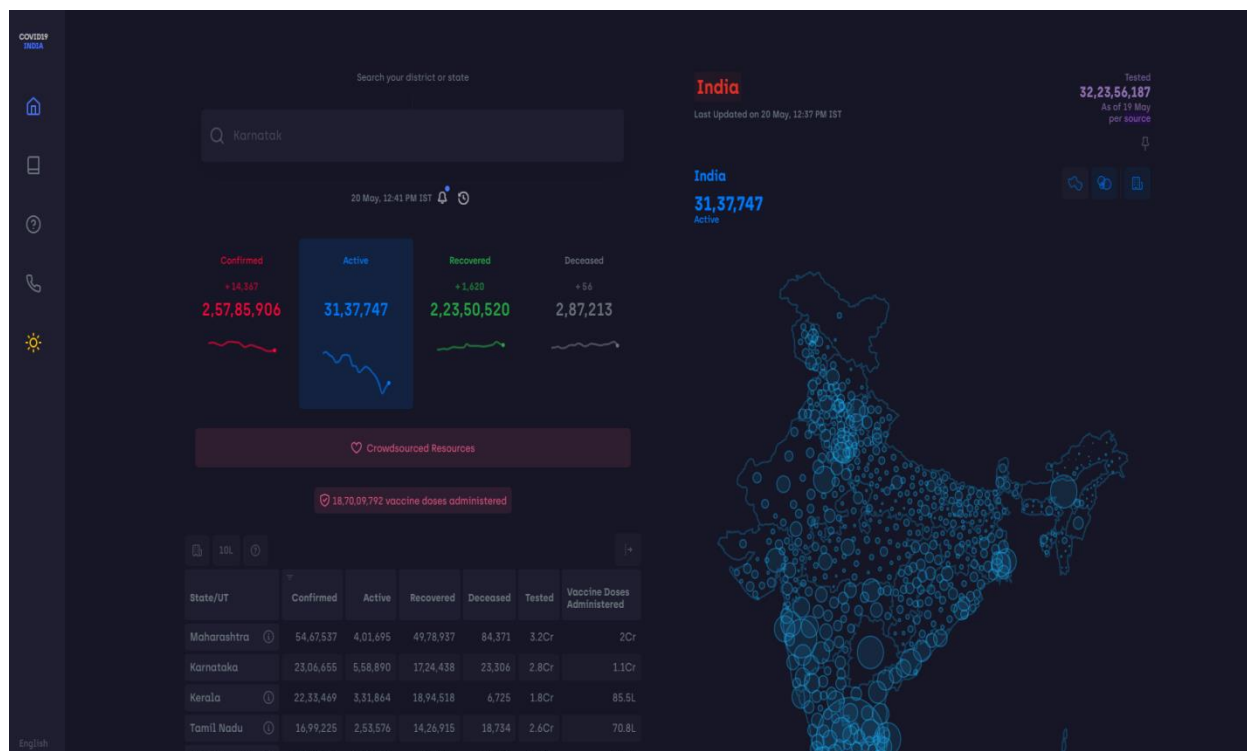 COVID19
INDIA
Search your district or state
Karnatak
20 May, 12:41 PM IST
Confirmed
+14,367
2,57,85,906
Active
31,37,747
Recovered
+1,620
2,23,50,520
Deceased
+56
2,87,213
Crowdsourced Resources
18,70,09,792 vaccine doses administered
10L
State/UT Confirmed Active Recovered Deceased Tested Vaccine Doses Administered
Maharashtra 54,67,537 4,01,695 49,78,937 84,371 3.2Cr 2Cr
Karnataka 23,06,655 5,58,890 17,24,438 23,306 2.8Cr 1.1Cr
Kerala 22,33,469 3,31,864 18,94,518 6,725 1.8Cr 85.5L
Tamil Nadu 16,99,225 2,53,576 14,26,915 18,734 2.6Cr 70.8L
English
India
Last Updated on 20 May, 12:37 PM IST
Tested
32,23,56,187
As of 19 May
per source
India
31,37,747
Active